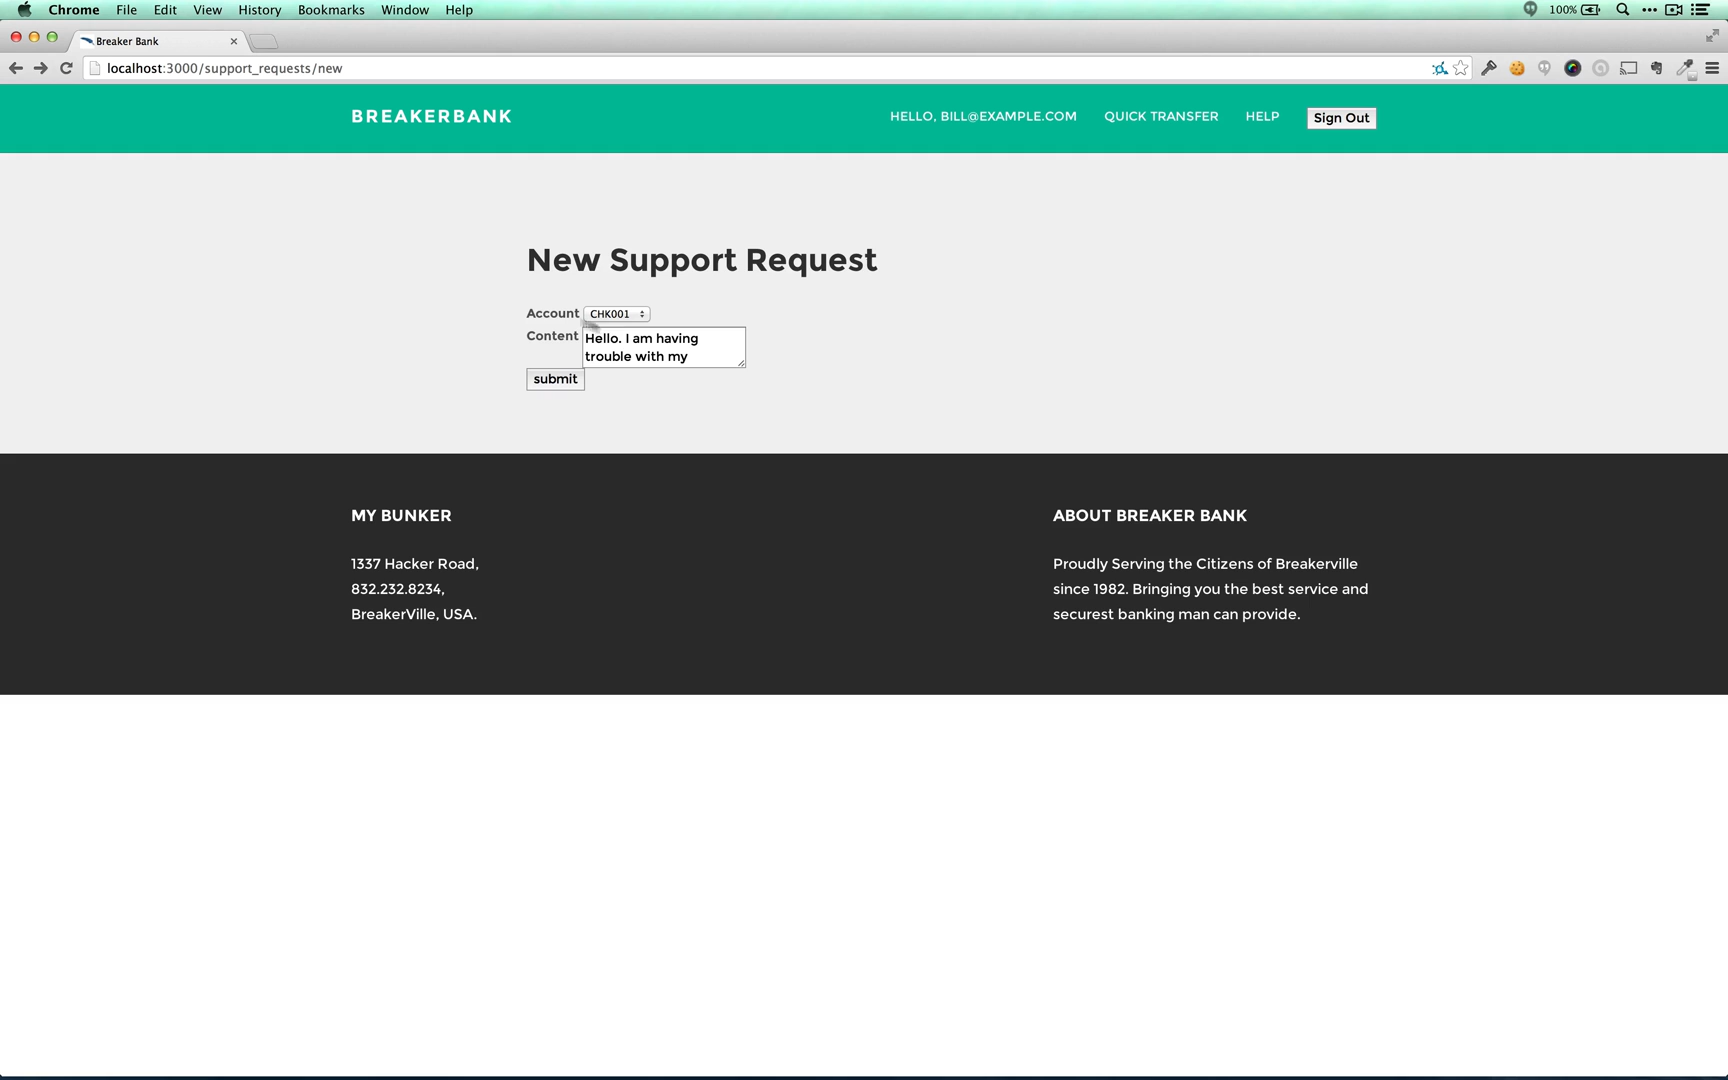 Chrome File Edit View History Bookmarks Window Help 100%
Breaker Bank
localhost:3000/support_requests/new
BREAKERBANK HELLO, BILL@EXAMPLE.COM QUICK TRANSFER HELP Sign Out
New Support Request
Account CHK001
Content Hello. I am having
trouble with my
submit
MY BUNKER
1337 Hacker Road,
832.232.8234,
BreakerVille, USA.
ABOUT BREAKER BANK
Proudly Serving the Citizens of Breakerville
since 1982. Bringing you the best service and
securest banking man can provide.